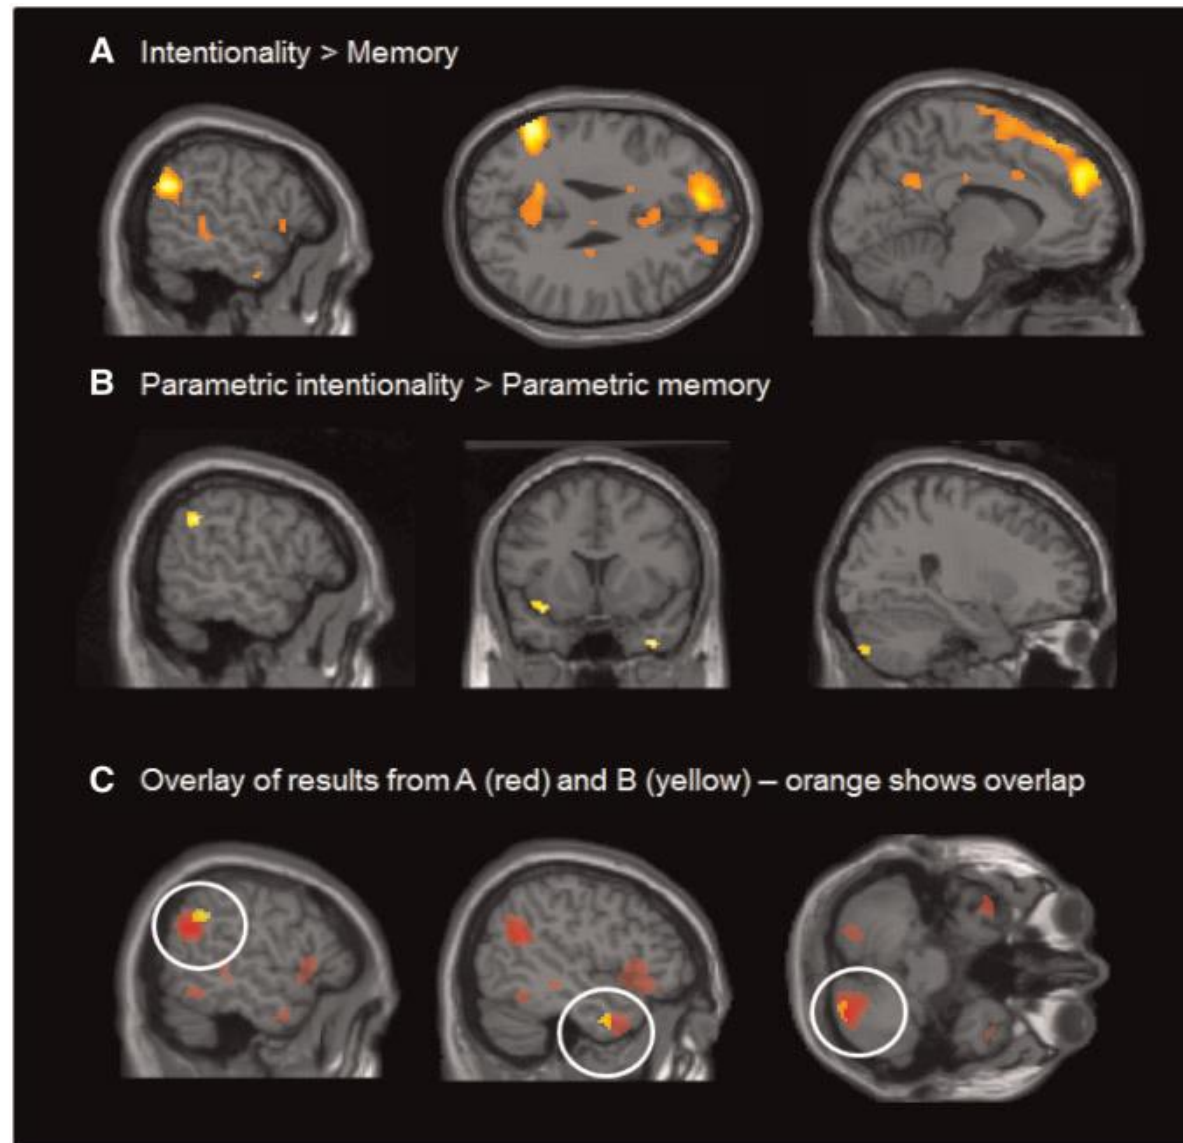 A Intentionality > Memory
B Parametric intentionality > Parametric memory
C Overlay of results from A (red) and B (yellow) – orange shows overlap